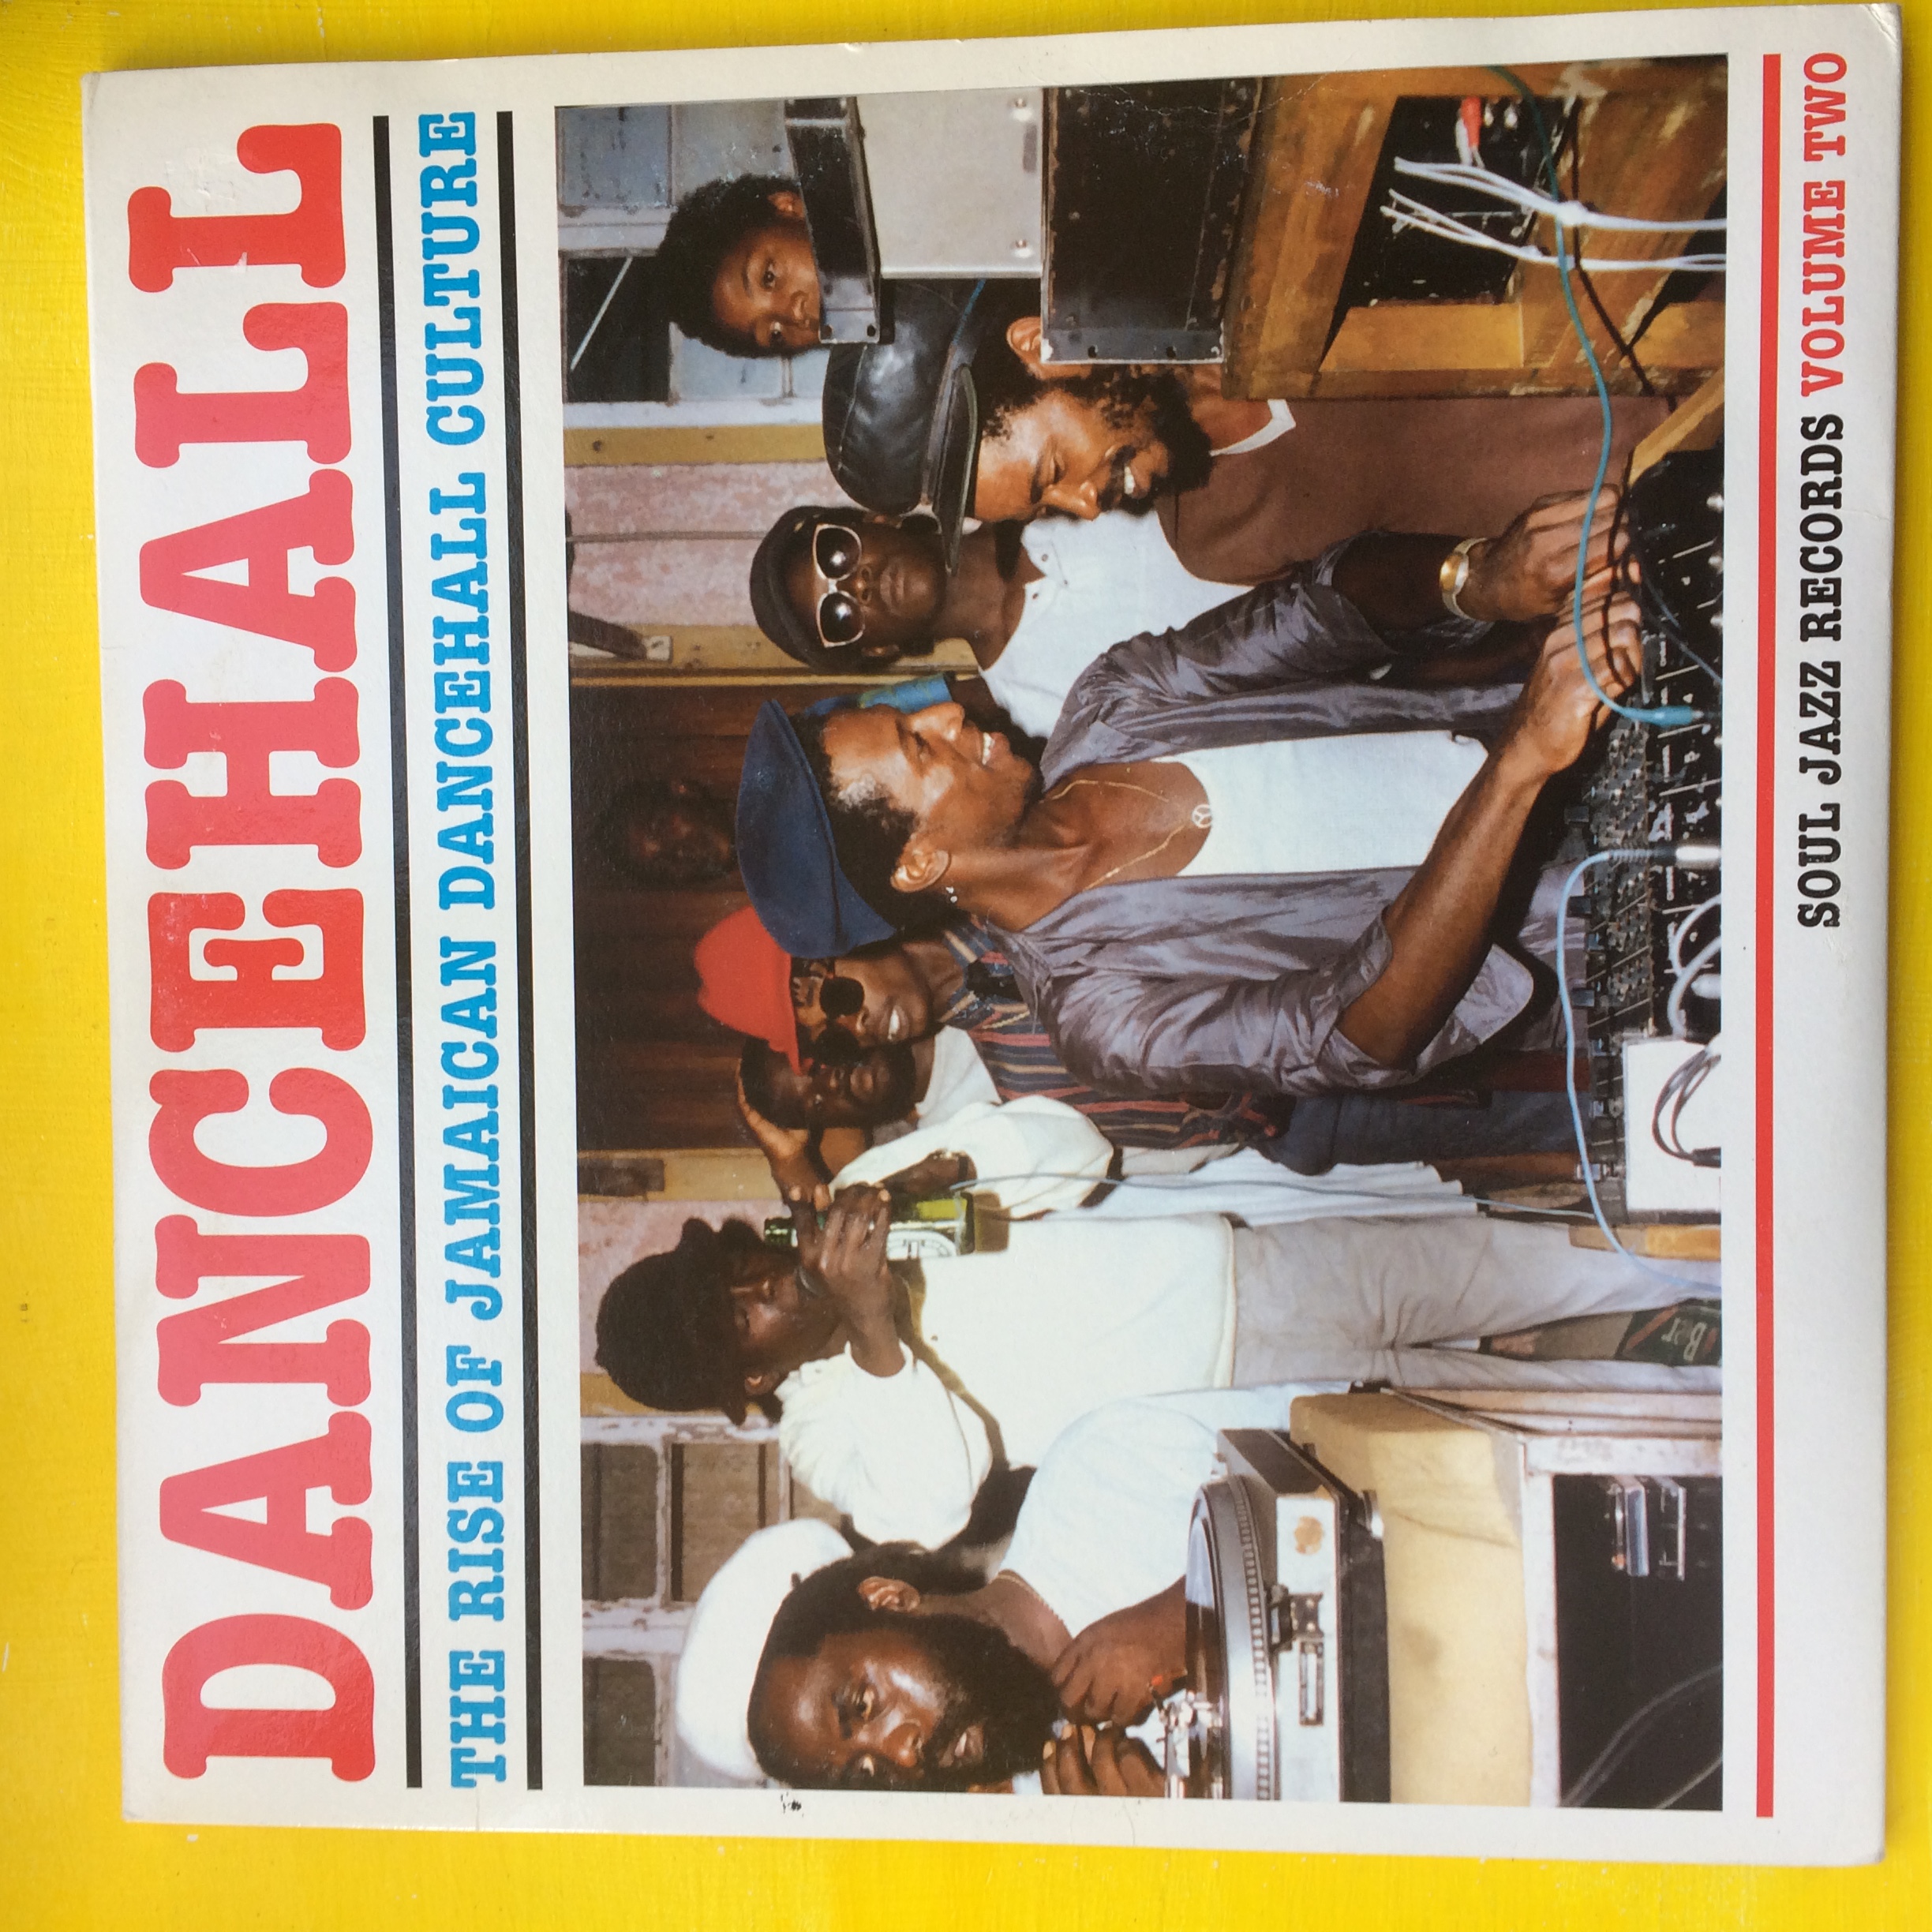 DANCEHALL
THE RISE OF JAMAICAN DANCEHALL CULTURE
SOUL JAZZ RECORDS VOLUME TWO